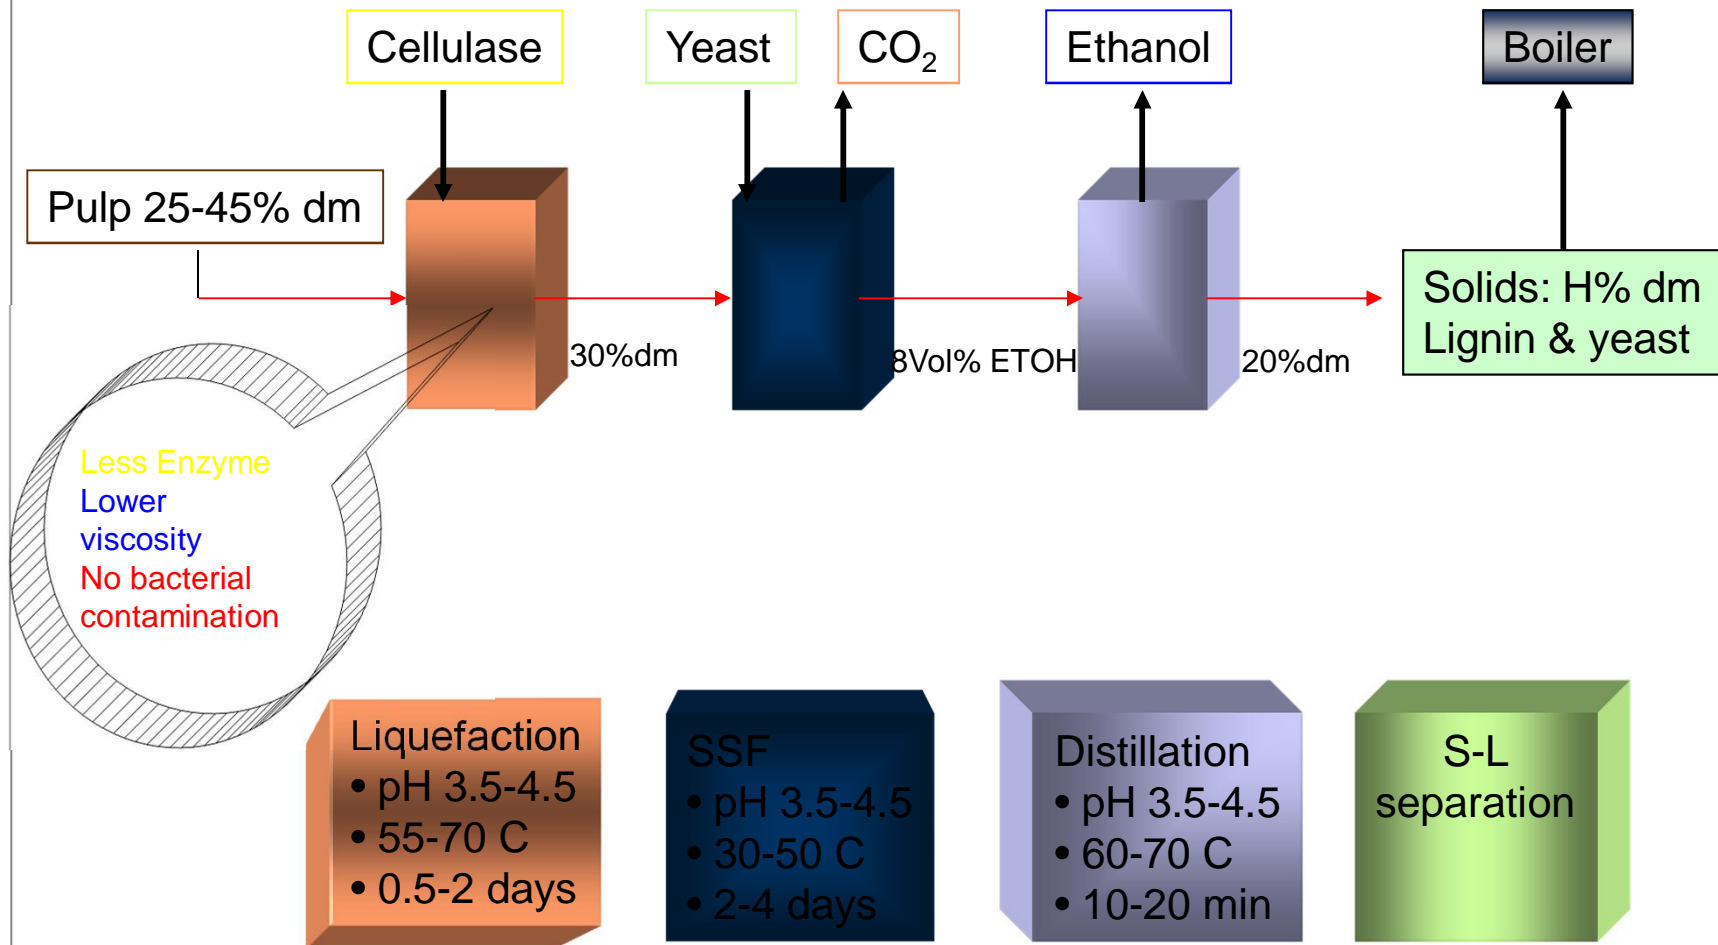 Cellulase
Yeast
CO₂
Ethanol
Boiler
Pulp 25-45% dm
Solids: H% dm
Lignin & yeast
30%dm
8Vol% ETOH
20%dm
Less Enzyme
Lower
viscosity
No bacterial
contamination
Liquefaction
• pH 3.5-4.5
• 55-70 C
• 0.5-2 days
SSF
• pH 3.5-4.5
• 30-50 C
• 2-4 days
Distillation
• pH 3.5-4.5
• 60-70 C
• 10-20 min
S-L
separation